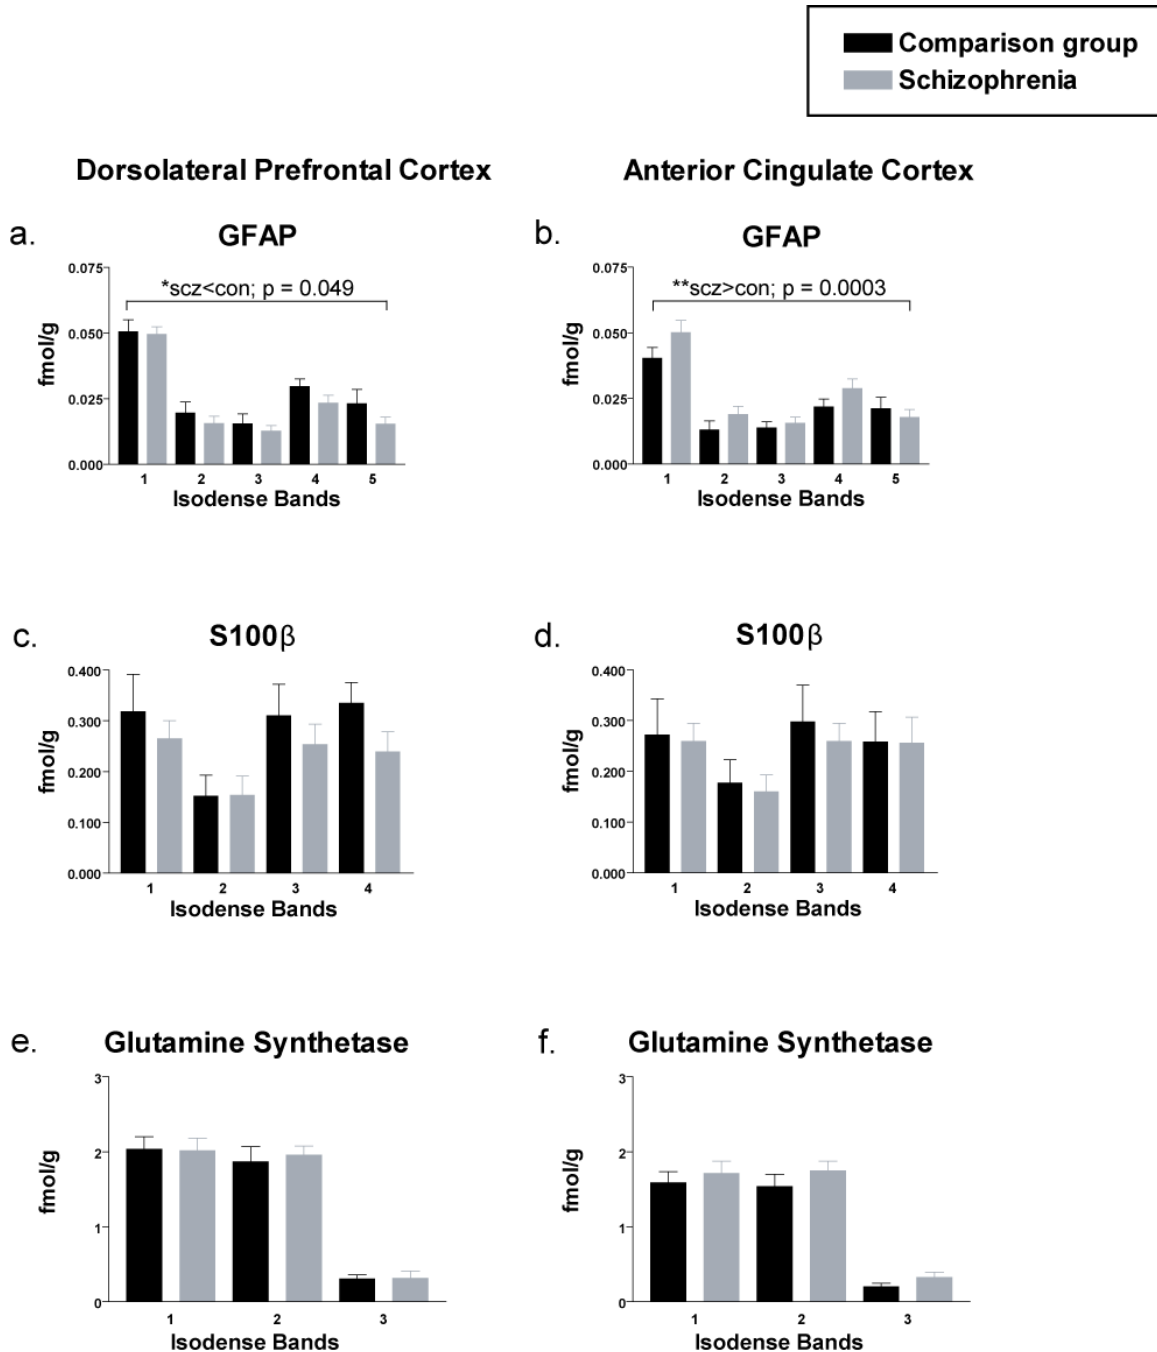 Comparison group
Schizophrenia
Dorsolateral Prefrontal Cortex
Anterior Cingulate Cortex
a.
GFAP
0.075
0.050
0.025
0.000
fmol/g
*scz<con; p = 0.049
1 2 3 4 5
Isodense Bands
b.
GFAP
0.075
0.050
0.025
0.000
fmol/g
**scz>con; p = 0.0003
1 2 3 4 5
Isodense Bands
c.
S100β
0.400
0.300
0.200
0.100
0.000
fmol/g
1 2 3 4
Isodense Bands
d.
S100β
0.400
0.300
0.200
0.100
0.000
fmol/g
1 2 3 4
Isodense Bands
e.
Glutamine Synthetase
3
2
1
0
fmol/g
1 2 3
Isodense Bands
f.
Glutamine Synthetase
3
2
1
0
fmol/g
1 2 3
Isodense Bands